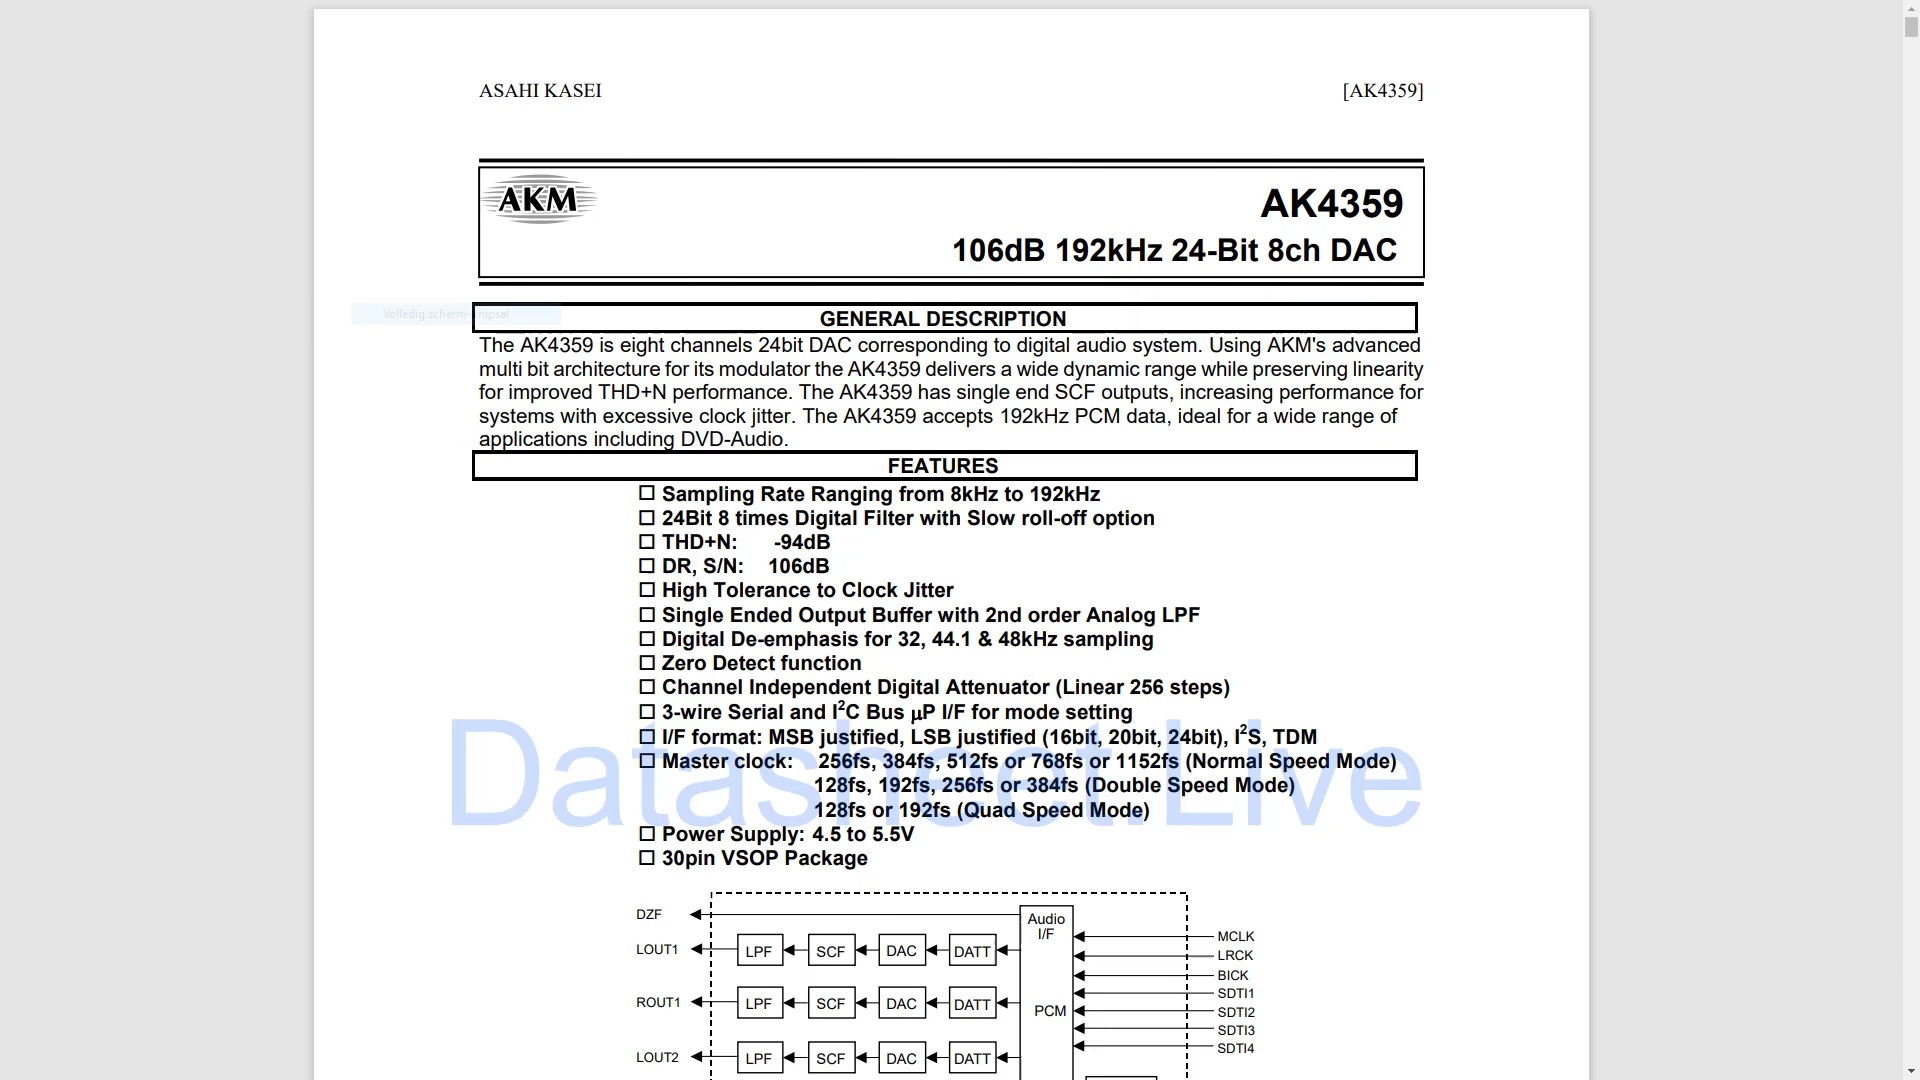 ASAHI KASEI [AK4359]
AKM
AK4359
106dB 192kHz 24-Bit 8ch DAC
Volledig scherm-knipsel
GENERAL DESCRIPTION
The AK4359 is eight channels 24bit DAC corresponding to digital audio system. Using AKM's advanced
multi bit architecture for its modulator the AK4359 delivers a wide dynamic range while preserving linearity
for improved THD+N performance. The AK4359 has single end SCF outputs, increasing performance for
systems with excessive clock jitter. The AK4359 accepts 192kHz PCM data, ideal for a wide range of
applications including DVD-Audio.
FEATURES
☐ Sampling Rate Ranging from 8kHz to 192kHz
☐ 24Bit 8 times Digital Filter with Slow roll-off option
☐ THD+N: -94dB
☐ DR, S/N: 106dB
☐ High Tolerance to Clock Jitter
☐ Single Ended Output Buffer with 2nd order Analog LPF
☐ Digital De-emphasis for 32, 44.1 & 48kHz sampling
☐ Zero Detect function
☐ Channel Independent Digital Attenuator (Linear 256 steps)
☐ 3-wire Serial and I²C Bus µP I/F for mode setting
☐ I/F format: MSB justified, LSB justified (16bit, 20bit, 24bit), I²S, TDM
☐ Master clock: 256fs, 384fs, 512fs or 768fs or 1152fs (Normal Speed Mode)
128fs, 192fs, 256fs or 384fs (Double Speed Mode)
128fs or 192fs (Quad Speed Mode)
☐ Power Supply: 4.5 to 5.5V
☐ 30pin VSOP Package
Datasheet.Live
DZF
Audio
I/F
MCLK
LOUT1 LPF SCF DAC DATT
LRCK
BICK
SDTI1
ROUT1 LPF SCF DAC DATT PCM
SDTI2
SDTI3
SDTI4
LOUT2 LPF SCF DAC DATT